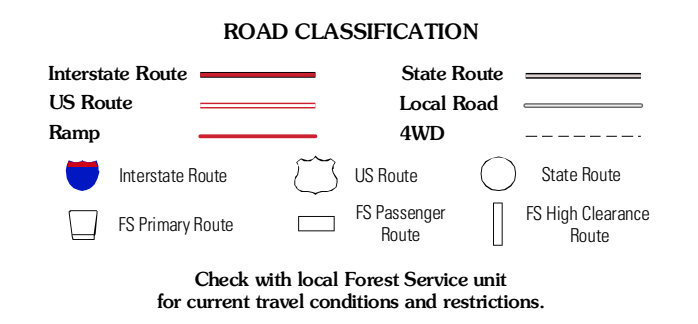 ROAD CLASSIFICATION
Interstate Route
State Route
US Route
Local Road
Ramp
4WD
Interstate Route
US Route
State Route
FS Primary Route
FS Passenger
Route
FS High Clearance
Route
Check with local Forest Service unit
for current travel conditions and restrictions.